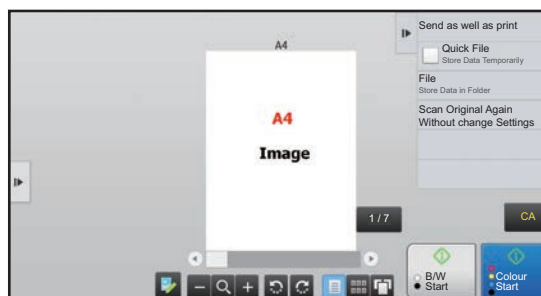 A4
A4
Image
1 / 7
Send as well as print
Quick File
Store Data Temporarily
File
Store Data in Folder
Scan Original Again
Without change Settings
CA
B/W
Start
Colour
Start